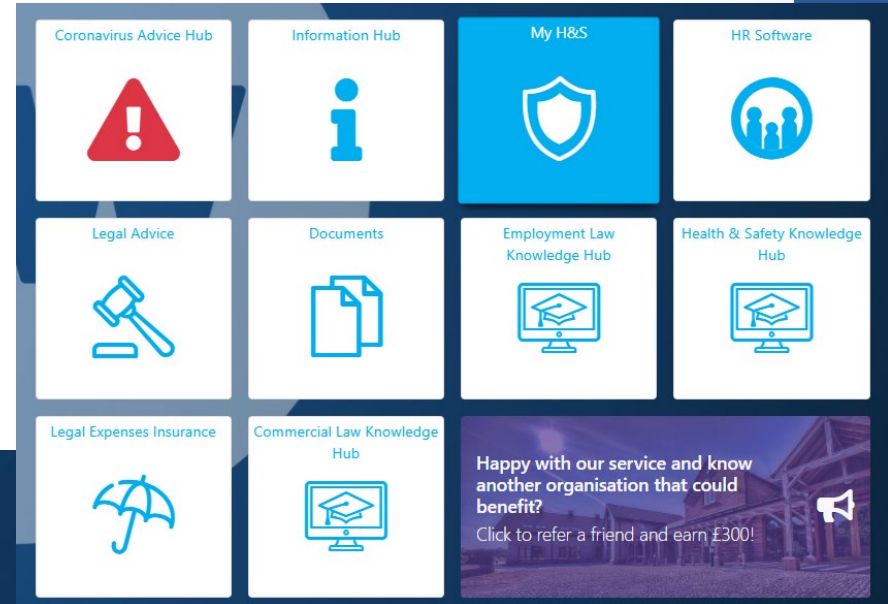 Coronavirus Advice Hub
Information Hub
My H&S
HR Software
Legal Advice
Documents
Employment Law
Knowledge Hub
Health & Safety Knowledge
Hub
Legal Expenses Insurance
Commercial Law Knowledge
Hub
Happy with our service and know
another organisation that could
benefit?
Click to refer a friend and earn £300!